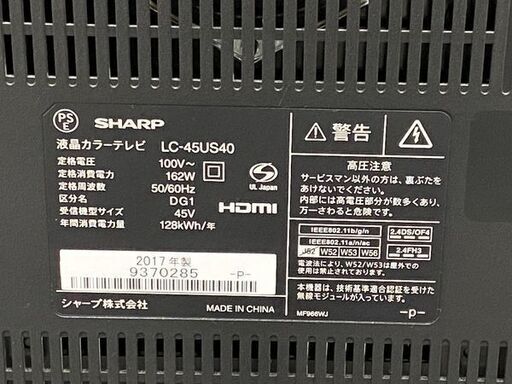 PS E
SHARP
液晶カラーテレビ LC-45US40
定格電圧 100V〜
定格消費電力 162W
定格周波数 50/60Hz
区分名 DG1
受信機型サイズ 45V
年間消費電力量 128kWh/年
UL Japan
HDMI
2017年製
9370285 -P-
シャープ株式会社
MADE IN CHINA
警告
高圧注意
サービスマン以外の方は、裏ぶたを
あけないでください。
内部には高電圧部分が数多くあり、
万一さわると危険です。
IEEE802.11b/g/n
2.4DS/OF4
IEEE802.11a/n/ac
J52 W52 W53 W56
2.4FH3
電波法により、W52/W53は屋外での
使用が禁じられています。
本機器は、技術基準適合認証を受けた
無線モジュールが入っています。
MF966WJ
-P-